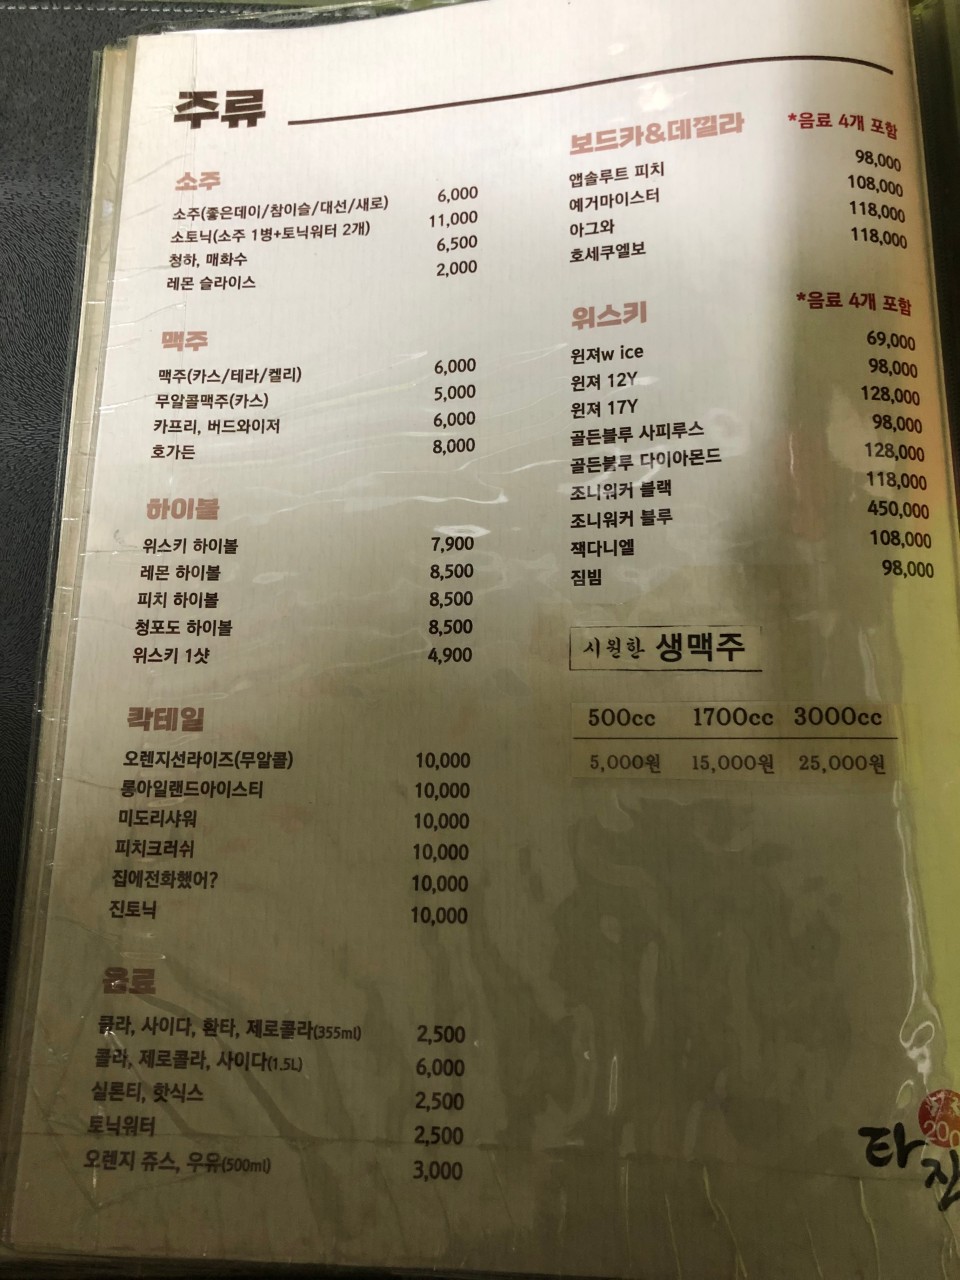 주류
소주
소주(좋은데이/참이슬/대선/새로) 6,000
소토닉(소주 1병+토닉워터 2개) 11,000
청하, 매화수 6,500
레몬 슬라이스 2,000
맥주
맥주(카스/테라/켈리) 6,000
무알콜맥주(카스) 5,000
카프리, 버드와이저 6,000
호가든 8,000
하이볼
위스키 하이볼 7,900
레몬 하이볼 8,500
피치 하이볼 8,500
청포도 하이볼 8,500
위스키 1샷 4,900
칵테일
오렌지선라이즈(무알콜) 10,000
롱아일랜드아이스티 10,000
미도리샤워 10,000
피치크러쉬 10,000
집에전화했어? 10,000
진토닉 10,000
음료
콜라, 사이다, 환타, 제로콜라(355ml) 2,500
콜라, 제로콜라, 사이다(1.5L) 6,000
실론티, 핫식스 2,500
토닉워터 2,500
오렌지 쥬스, 우유(500ml) 3,000
보드카&데낄라 *음료 4개 포함
앱솔루트 피치 98,000
예거마이스터 108,000
아그와 118,000
호세쿠엘보 118,000
위스키 *음료 4개 포함
윈져w ice 69,000
윈져 12Y 98,000
윈져 17Y 128,000
골든블루 사피루스 98,000
골든블루 다이아몬드 128,000
조니워커 블랙 118,000
조니워커 블루 450,000
잭다니엘 108,000
짐빔 98,000
시원한 생맥주
500cc 1700cc 3000cc
5,000원 15,000원 25,000원
타